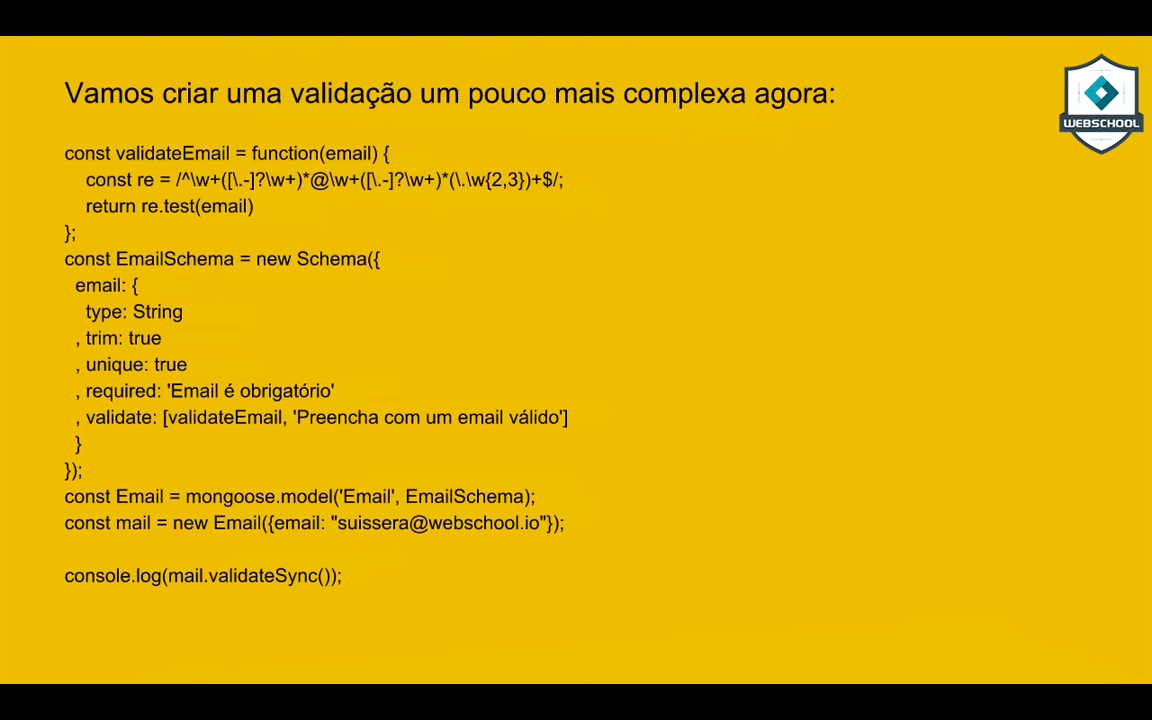 Vamos criar uma validação um pouco mais complexa agora:
WEBSCHOOL
const validateEmail = function(email) {
    const re = /^\w+([\.-]?\w+)*@\w+([\.-]?\w+)*(\.\w{2,3})+$/;
    return re.test(email)
};
const EmailSchema = new Schema({
  email: {
    type: String
  , trim: true
  , unique: true
  , required: 'Email é obrigatório'
  , validate: [validateEmail, 'Preencha com um email válido']
  }
});
const Email = mongoose.model('Email', EmailSchema);
const mail = new Email({email: "suissera@webschool.io"});
console.log(mail.validateSync());